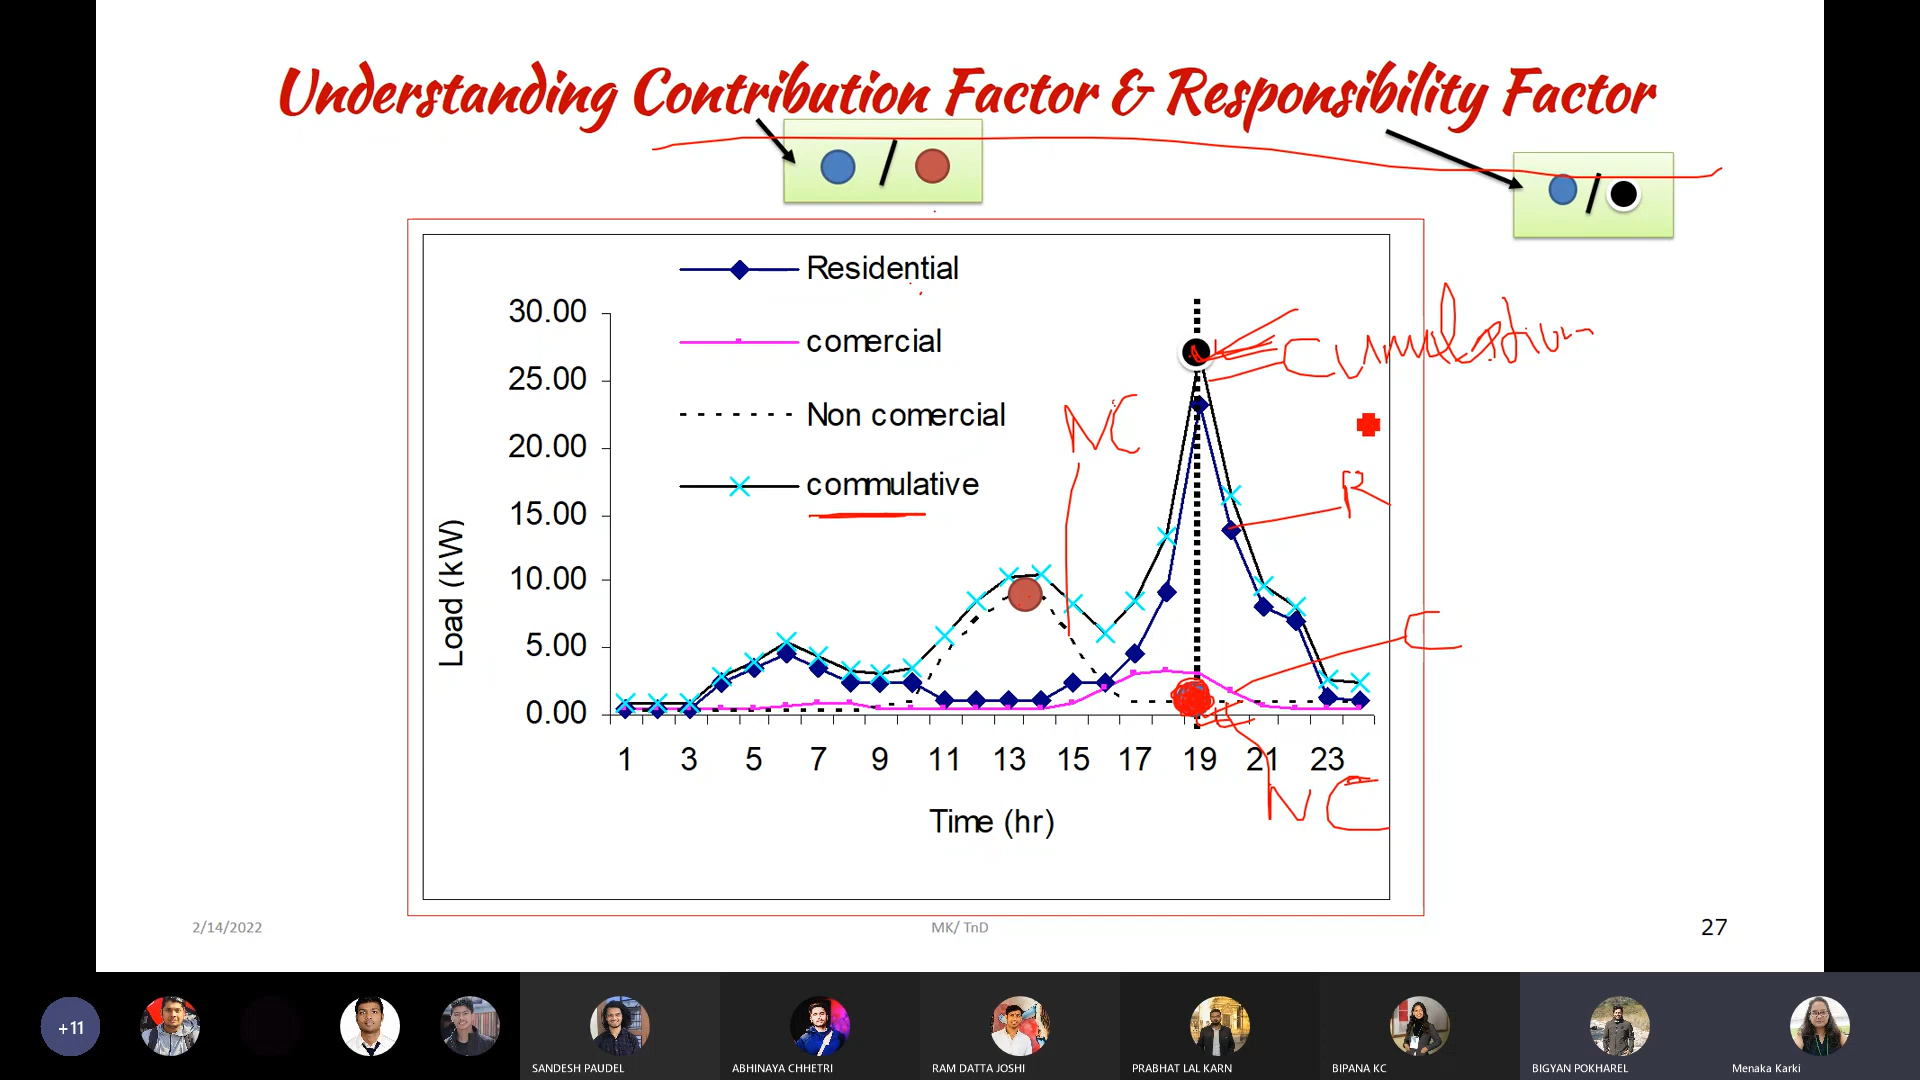 Understanding Contribution Factor & Responsibility Factor
/
/
Residential
comercial
Non comercial
commulative
30.00
25.00
20.00
15.00
10.00
5.00
0.00
Load (kW)
1 3 5 7 9 11 13 15 17 19 21 23
Time (hr)
NC
R
C
NC
2/14/2022
MK/ TnD
27
+11
SANDESH PAUDEL
ABHINAYA CHHETRI
RAM DATTA JOSHI
PRABHAT LAL KARN
BIPANA KC
BIGYAN POKHAREL
Menaka Karki